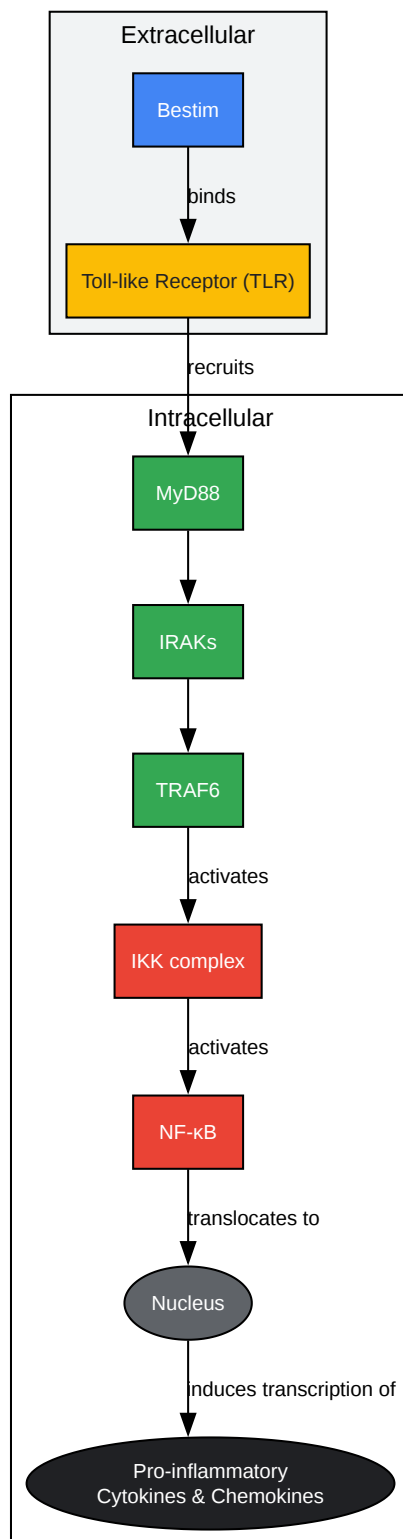 Extracellular
Bestim
binds
Toll-like Receptor (TLR)
recruits
Intracellular
MyD88
IRAKs
TRAF6
activates
IKK complex
activates
NF-κB
translocates to
Nucleus
induces transcription of
Pro-inflammatory
Cytokines & Chemokines